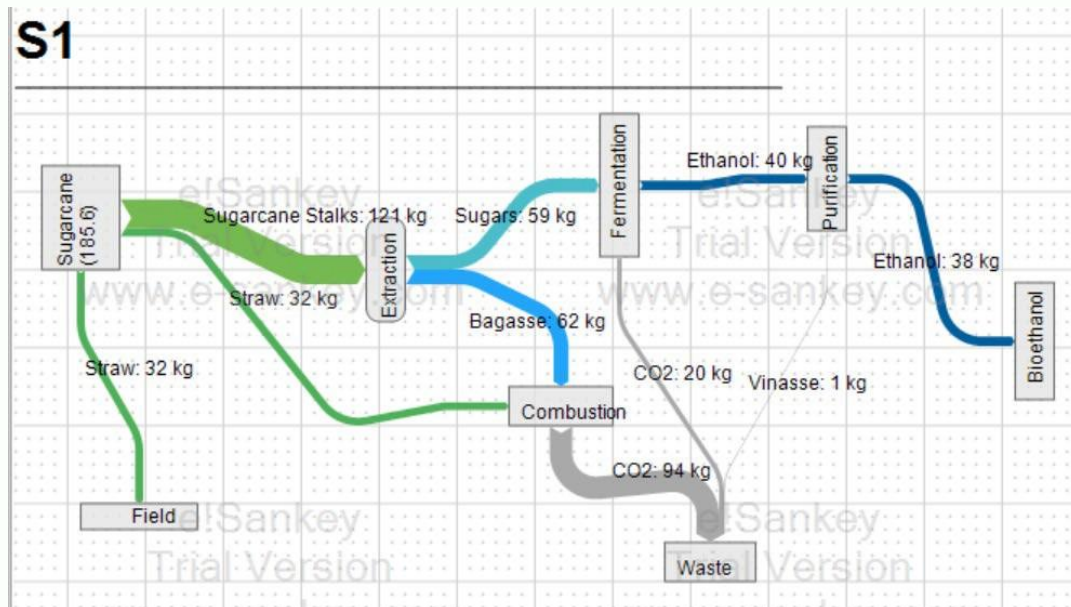 S1
Sugarcane
(185.6)
Sugarcane Stalks: 121 kg
Straw: 32 kg
Straw: 32 kg
Field
Extraction
Sugars: 59 kg
Bagasse: 62 kg
Combustion
Fermentation
Ethanol: 40 kg
Purification
Ethanol: 38 kg
Bioethanol
CO2: 20 kg
Vinasse: 1 kg
CO2: 94 kg
Waste
e!Sankey
Trial Version
www.e-sankey.com
e!Sankey
Trial Version
www.e-sankey.com
e!Sankey
Trial Version
e!Sankey
Trial Version